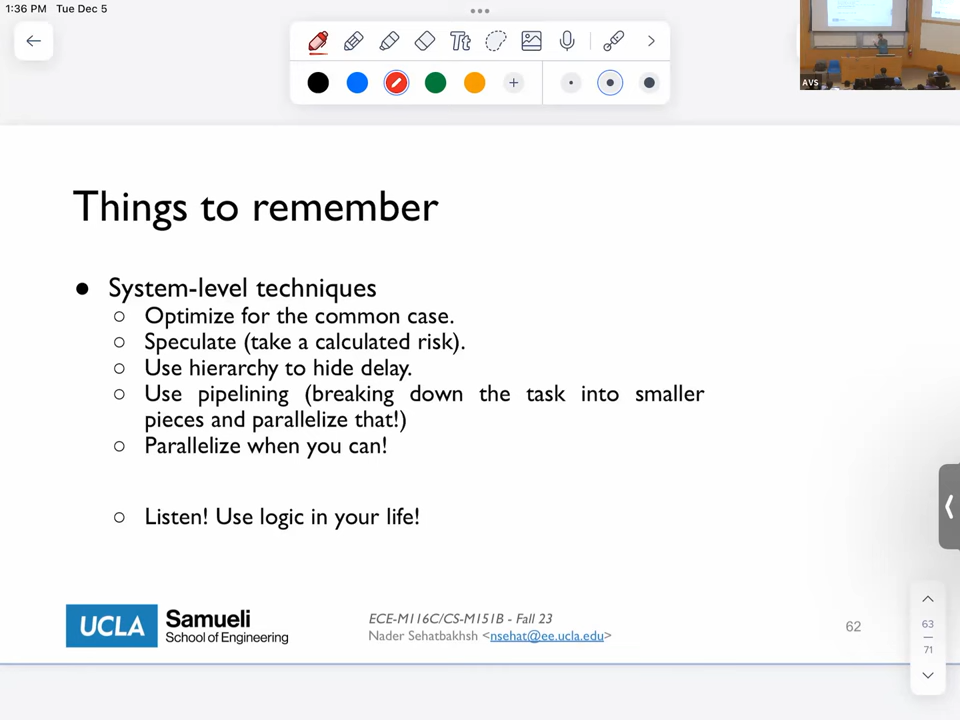 1:36 PM Tue Dec 5
Tt
AVS
Things to remember
● System-level techniques
○ Optimize for the common case.
○ Speculate (take a calculated risk).
○ Use hierarchy to hide delay.
○ Use pipelining (breaking down the task into smaller
pieces and parallelize that!)
○ Parallelize when you can!
○ Listen! Use logic in your life!
UCLA Samueli
School of Engineering
ECE-M116C/CS-M151B - Fall 23
Nader Sehatbakhsh <nsehat@ee.ucla.edu>
62
63
71